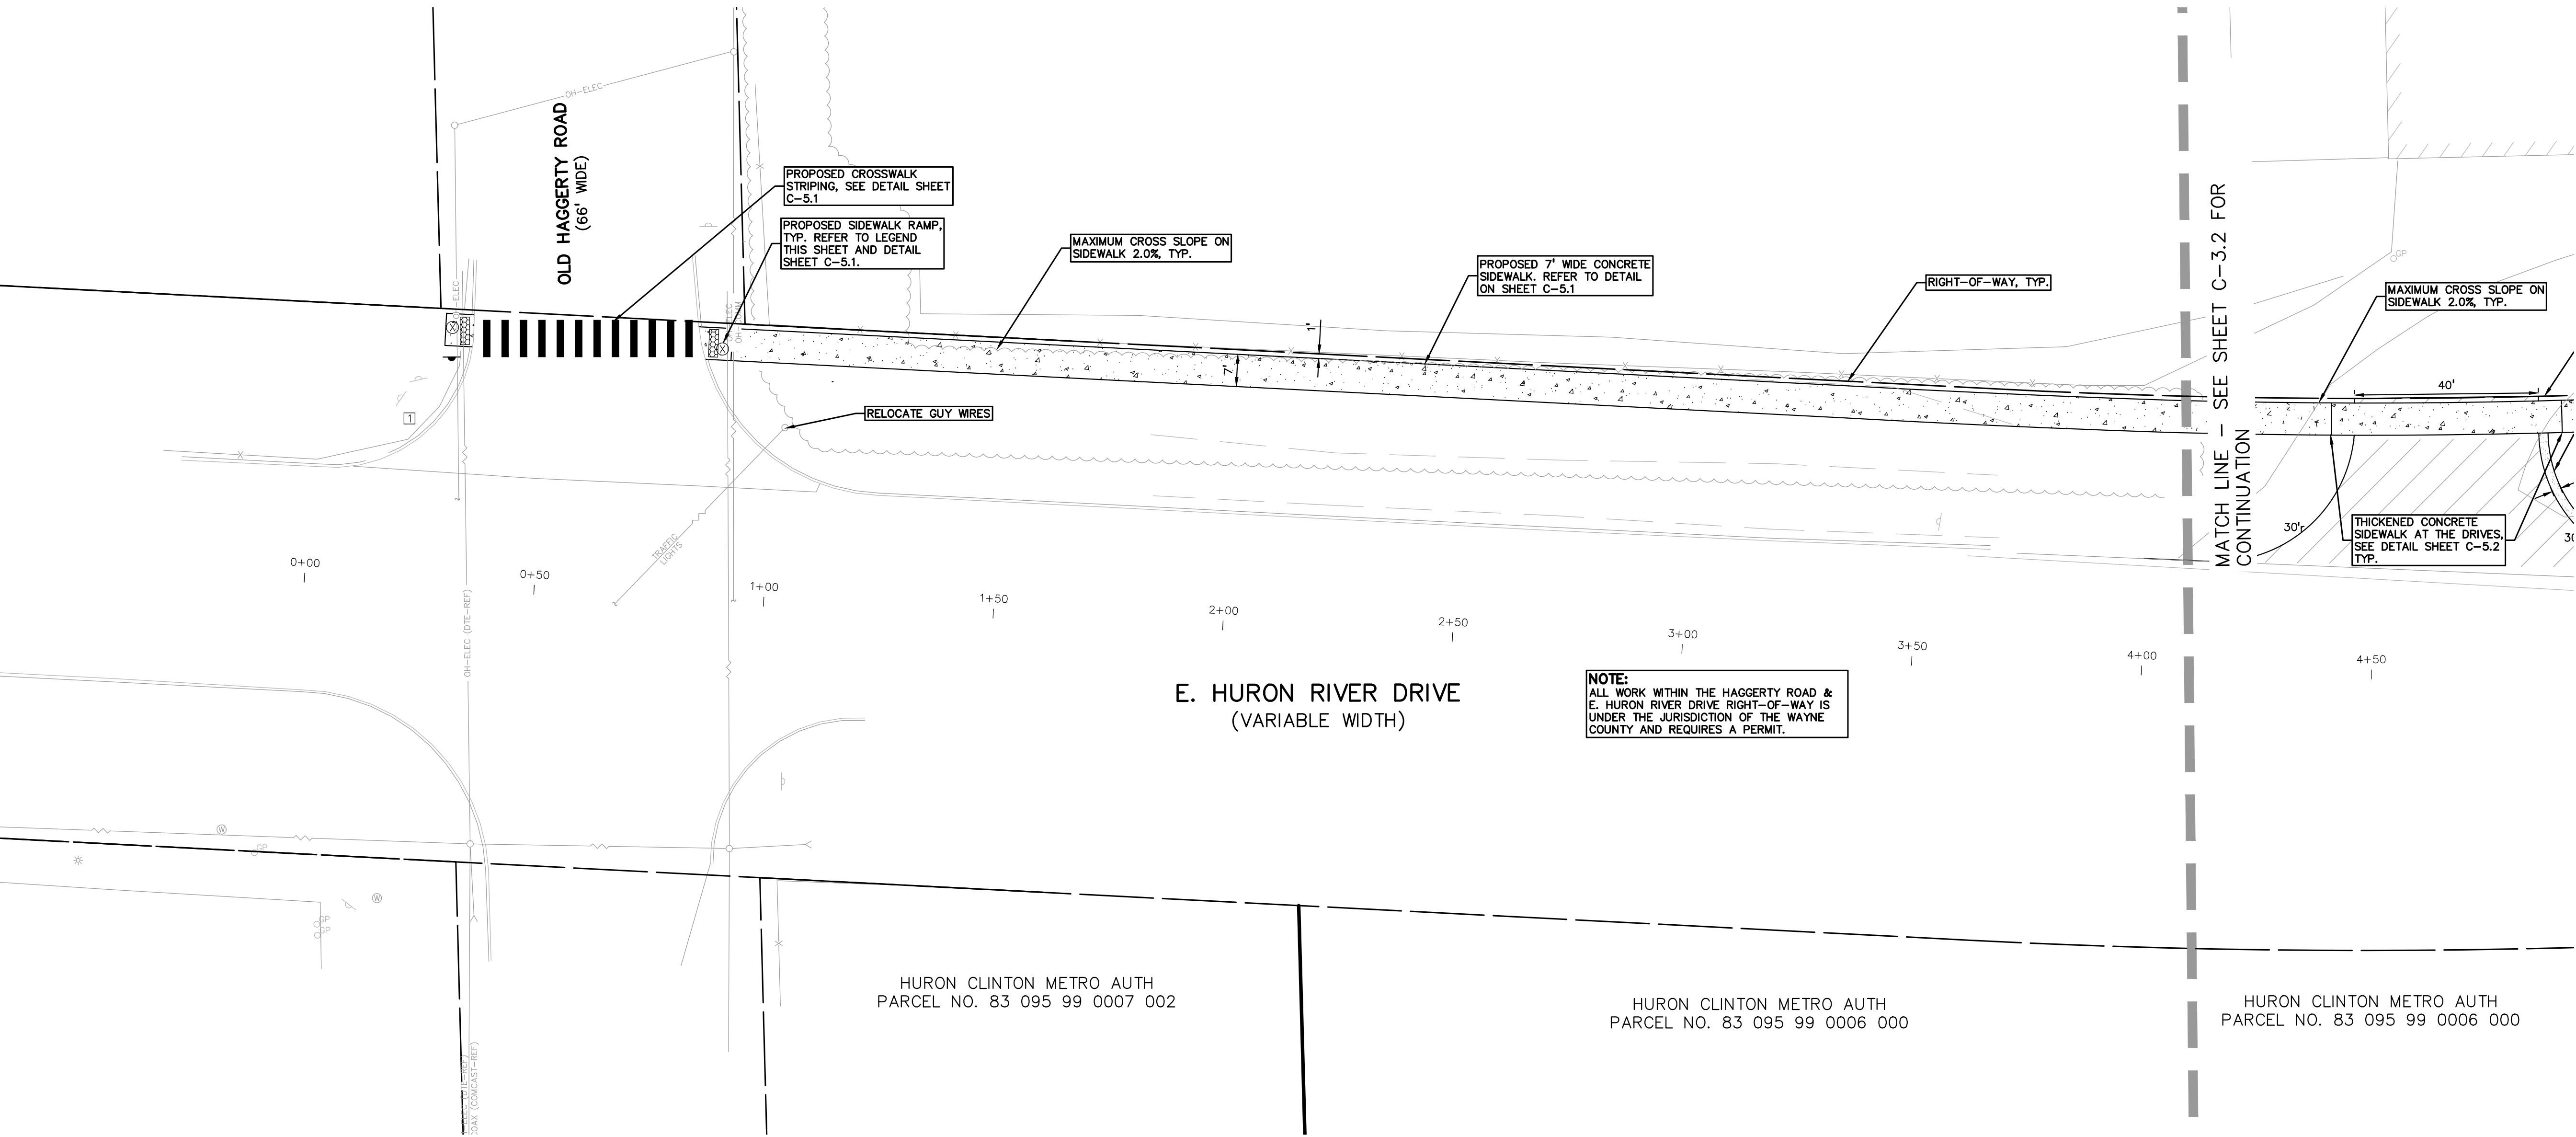 OH-ELEC
OLD HAGGERTY ROAD
(66' WIDE)
PROPOSED CROSSWALK
STRIPING, SEE DETAIL SHEET
C-5.1
PROPOSED SIDEWALK RAMP,
TYP. REFER TO LEGEND
THIS SHEET AND DETAIL
SHEET C-5.1.
MAXIMUM CROSS SLOPE ON
SIDEWALK 2.0%, TYP.
PROPOSED 7' WIDE CONCRETE
SIDEWALK. REFER TO DETAIL
ON SHEET C-5.1
RIGHT-OF-WAY, TYP.
MATCH LINE - SEE SHEET C-3.2 FOR
CONTINUATION
GP
MAXIMUM CROSS SLOPE ON
SIDEWALK 2.0%, TYP.
1'
7'
40'
1
RELOCATE GUY WIRES
TRAFFIC
LIGHTS
30'r
THICKENED CONCRETE
SIDEWALK AT THE DRIVES,
SEE DETAIL SHEET C-5.2
TYP.
30
0+00
0+50
1+00
1+50
2+00
2+50
3+00
3+50
4+00
4+50
OH-ELEC (DTE-REF)
E. HURON RIVER DRIVE
(VARIABLE WIDTH)
NOTE:
ALL WORK WITHIN THE HAGGERTY ROAD &
E. HURON RIVER DRIVE RIGHT-OF-WAY IS
UNDER THE JURISDICTION OF THE WAYNE
COUNTY AND REQUIRES A PERMIT.
W
GP
W
GP
GP
HURON CLINTON METRO AUTH
PARCEL NO. 83 095 99 0007 002
HURON CLINTON METRO AUTH
PARCEL NO. 83 095 99 0006 000
HURON CLINTON METRO AUTH
PARCEL NO. 83 095 99 0006 000
COAX (COMCAST-REF)